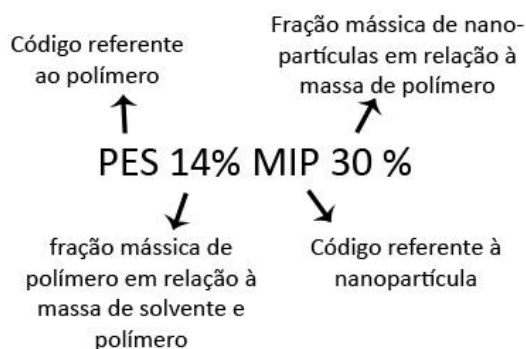 Código referente
ao polímero
Fração mássica de nano-
partículas em relação à
massa de polímero
PES 14% MIP 30 %
fração mássica de
polímero em relação à
massa de solvente e
polímero
Código referente à
nanopartícula